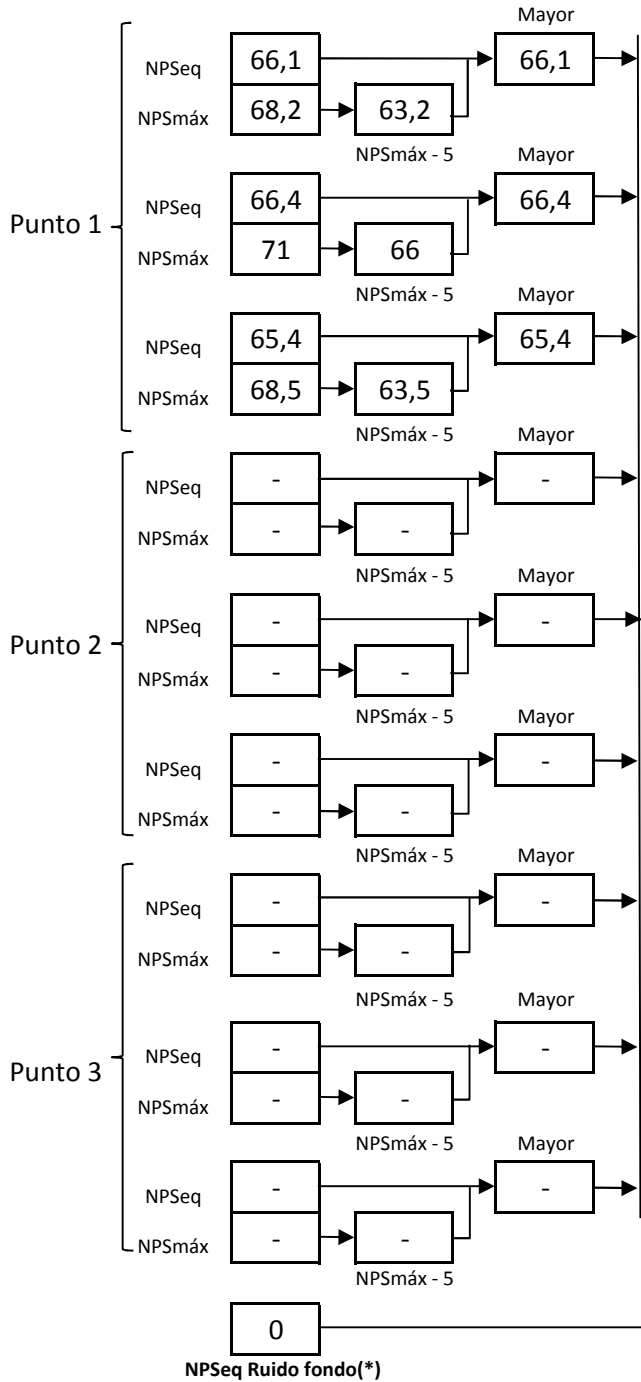 Mayor
NPSeq 66,1 66,1
NPSmáx 68,2 63,2
NPSmáx - 5 Mayor
Punto 1
NPSeq 66,4 66,4
NPSmáx 71 66
NPSmáx - 5 Mayor
NPSeq 65,4 65,4
NPSmáx 68,5 63,5
NPSmáx - 5 Mayor
NPSeq - -
NPSmáx - -
NPSmáx - 5 Mayor
Punto 2
NPSeq - -
NPSmáx - -
NPSmáx - 5 Mayor
NPSeq - -
NPSmáx - -
NPSmáx - 5 Mayor
NPSeq - -
NPSmáx - -
NPSmáx - 5 Mayor
Punto 3
NPSeq - -
NPSmáx - -
NPSmáx - 5 Mayor
NPSeq - -
NPSmáx - -
NPSmáx - 5
0
NPSeq Ruido fondo(*)